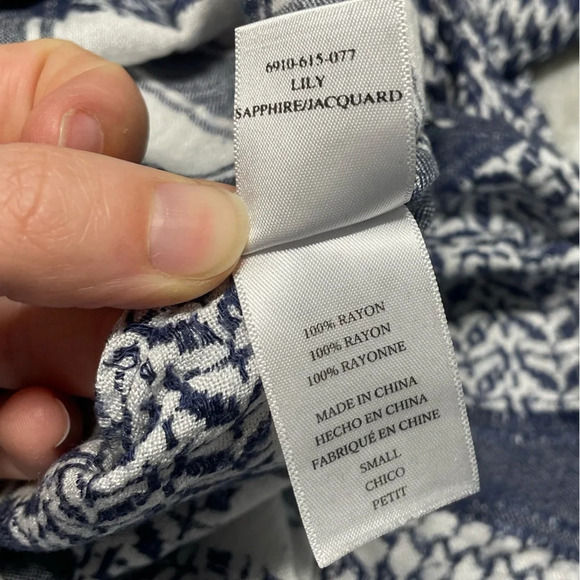 6910-615-077
LILY
SAPPHIRE/JACQUARD
100% RAYON
100% RAYON
100% RAYONNE
MADE IN CHINA
HECHO EN CHINA
FABRIQUÉ EN CHINE
SMALL
CHICO
PETIT